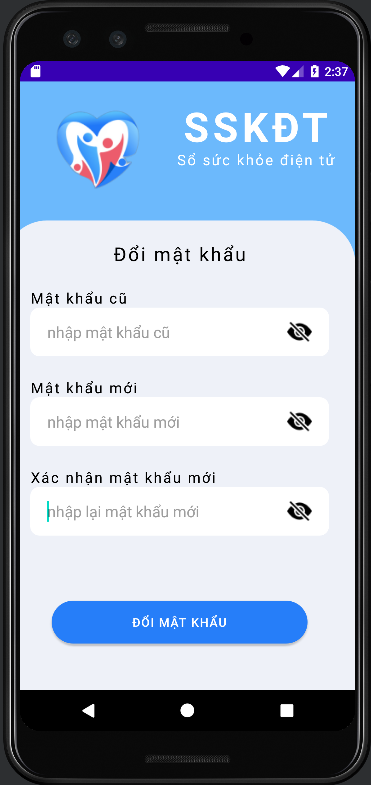 2:37
SSKĐT
Sổ sức khỏe điện tử
Đổi mật khẩu
Mật khẩu cũ
nhập mật khẩu cũ
Mật khẩu mới
nhập mật khẩu mới
Xác nhận mật khẩu mới
nhập lại mật khẩu mới
ĐỔI MẬT KHẨU